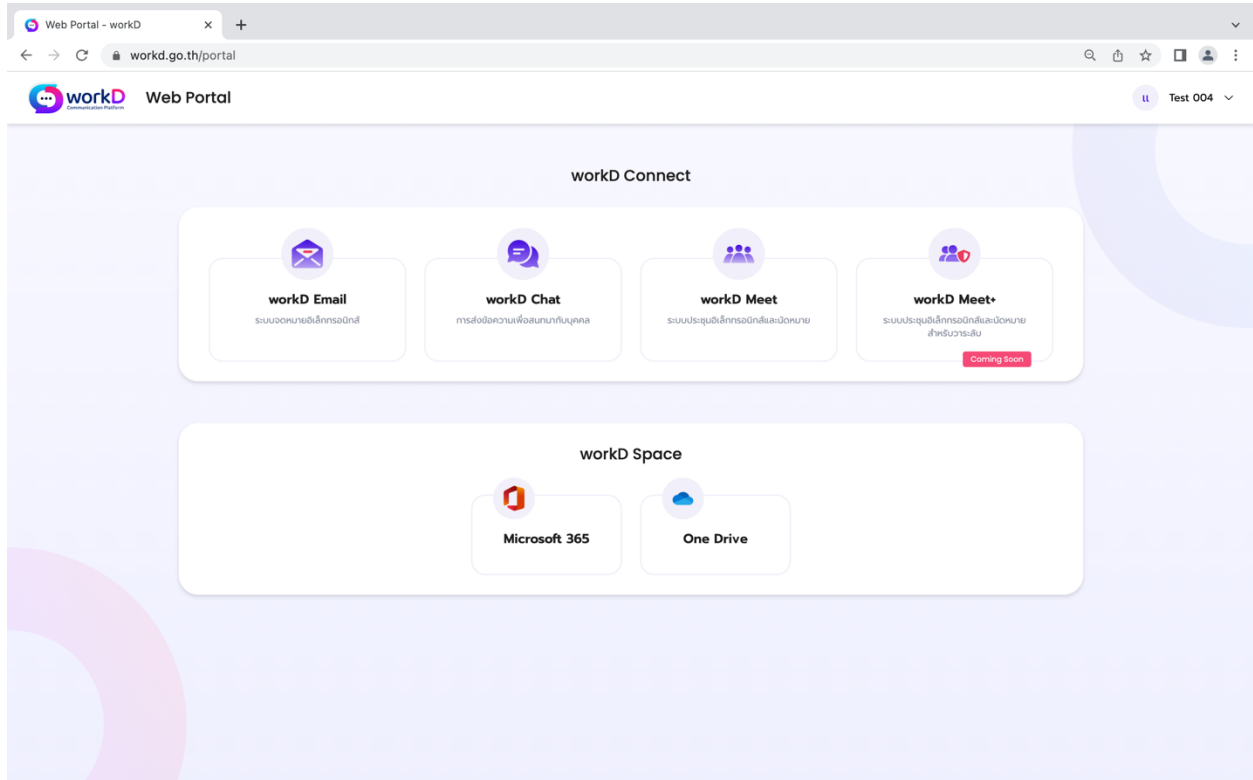 Web Portal - workD
workd.go.th/portal
workD
Communication Platform
Web Portal
แ
Test 004
workD Connect
workD Email
ระบบจดหมายอิเล็กทรอนิกส์
workD Chat
การส่งข้อความเพื่อสนทนากับบุคคล
workD Meet
ระบบประชุมอิเล็กทรอนิกส์และนัดหมาย
workD Meet+
ระบบประชุมอิเล็กทรอนิกส์และนัดหมาย
สำหรับวาระลับ
Coming Soon
workD Space
Microsoft 365
One Drive